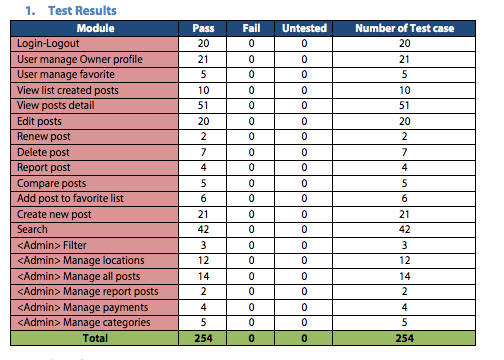 1. Test Results
Module Pass Fail Untested Number of Test case
Login-Logout 20 0 0 20
User manage Owner profile 21 0 0 21
User manage favorite 5 0 0 5
View list created posts 10 0 0 10
View posts detail 51 0 0 51
Edit posts 20 0 0 20
Renew post 2 0 0 2
Delete post 7 0 0 7
Report post 4 0 0 4
Compare posts 5 0 0 5
Add post to favorite list 6 0 0 6
Create new post 21 0 0 21
Search 42 0 0 42
<Admin> Filter 3 0 0 3
<Admin> Manage locations 12 0 0 12
<Admin> Manage all posts 14 0 0 14
<Admin> Manage report posts 2 0 0 2
<Admin> Manage payments 4 0 0 4
<Admin> Manage categories 5 0 0 5
Total 254 0 0 254